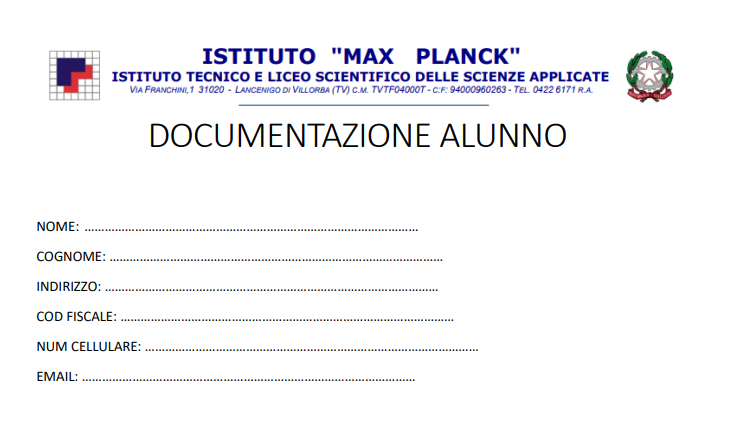 ISTITUTO "MAX PLANCK"
ISTITUTO TECNICO E LICEO SCIENTIFICO DELLE SCIENZE APPLICATE
VIA FRANCHINI,1 31020 - LANCENIGO DI VILLORBA (TV) C.M. TVTF04000T - C.F: 94000960263 - TEL. 0422 6171 R.A.
DOCUMENTAZIONE ALUNNO
NOME: ………………………………………………………………………………………
COGNOME: ………………………………………………………………………………………
INDIRIZZO: ………………………………………………………………………………………
COD FISCALE: ………………………………………………………………………………………
NUM CELLULARE: ………………………………………………………………………………………
EMAIL: ………………………………………………………………………………………